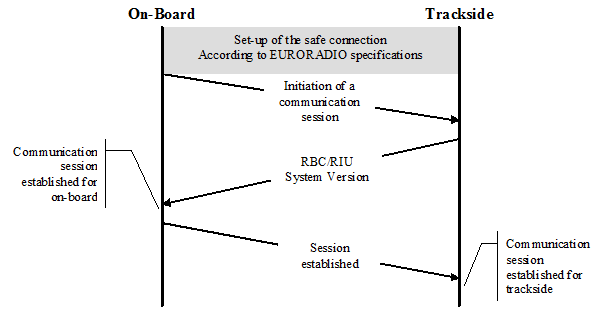 On-Board
Trackside
Set-up of the safe connection
According to EURORADIO specifications
Initiation of a
communication
session
Communication
session
established for
on-board
RBC/RIU
System Version
Session
established
Communication
session
established for
trackside